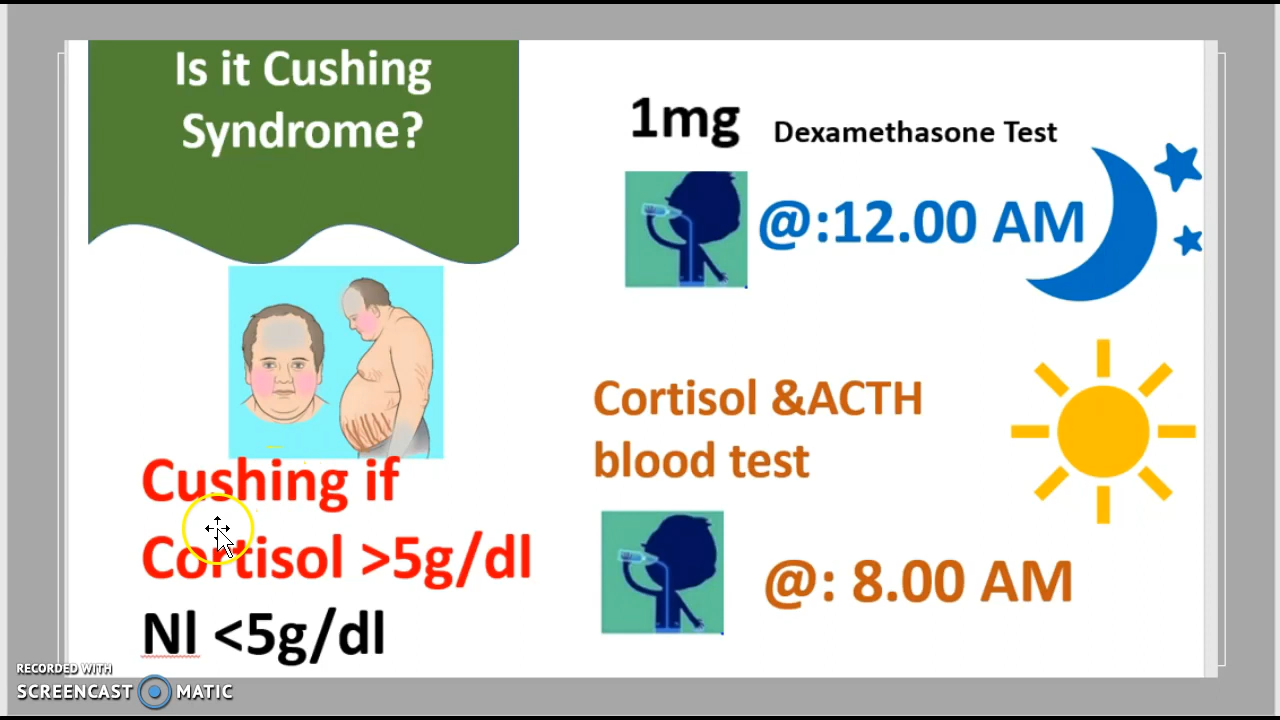 Is it Cushing
Syndrome?
1mg Dexamethasone Test
@:12.00 AM
Cortisol &ACTH
blood test
@: 8.00 AM
Cushing if
Cortisol >5g/dl
Nl <5g/dl
RECORDED WITH
SCREENCAST MATIC